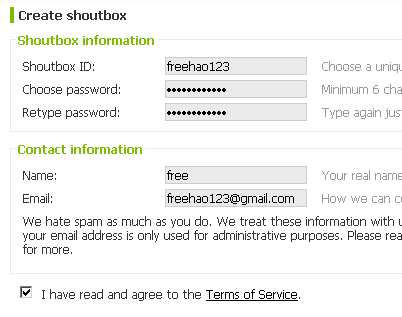 Create shoutbox
Shoutbox information
Shoutbox ID: freehao123 Choose a uniqu
Choose password: •••••••••••• Minimum 6 cha
Retype password: •••••••••••• Type again jus
Contact information
Name: free Your real name
Email: freehao123@gmail.com How we can c
We hate spam as much as you do. We treat these information with u
your email address is only used for administrative purposes. Please rea
for more.
I have read and agree to the Terms of Service.